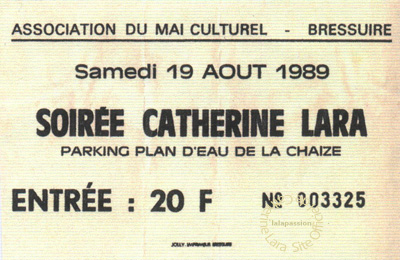 ASSOCIATION DU MAI CULTUREL - BRESSUIRE
Samedi 19 AOUT 1989
SOIRÉE CATHERINE LARA
PARKING PLAN D'EAU DE LA CHAIZE
ENTRÉE : 20 F
Nº 003325
lalapassion
JOLLY. IMPRIMEUR BRESSUIRE